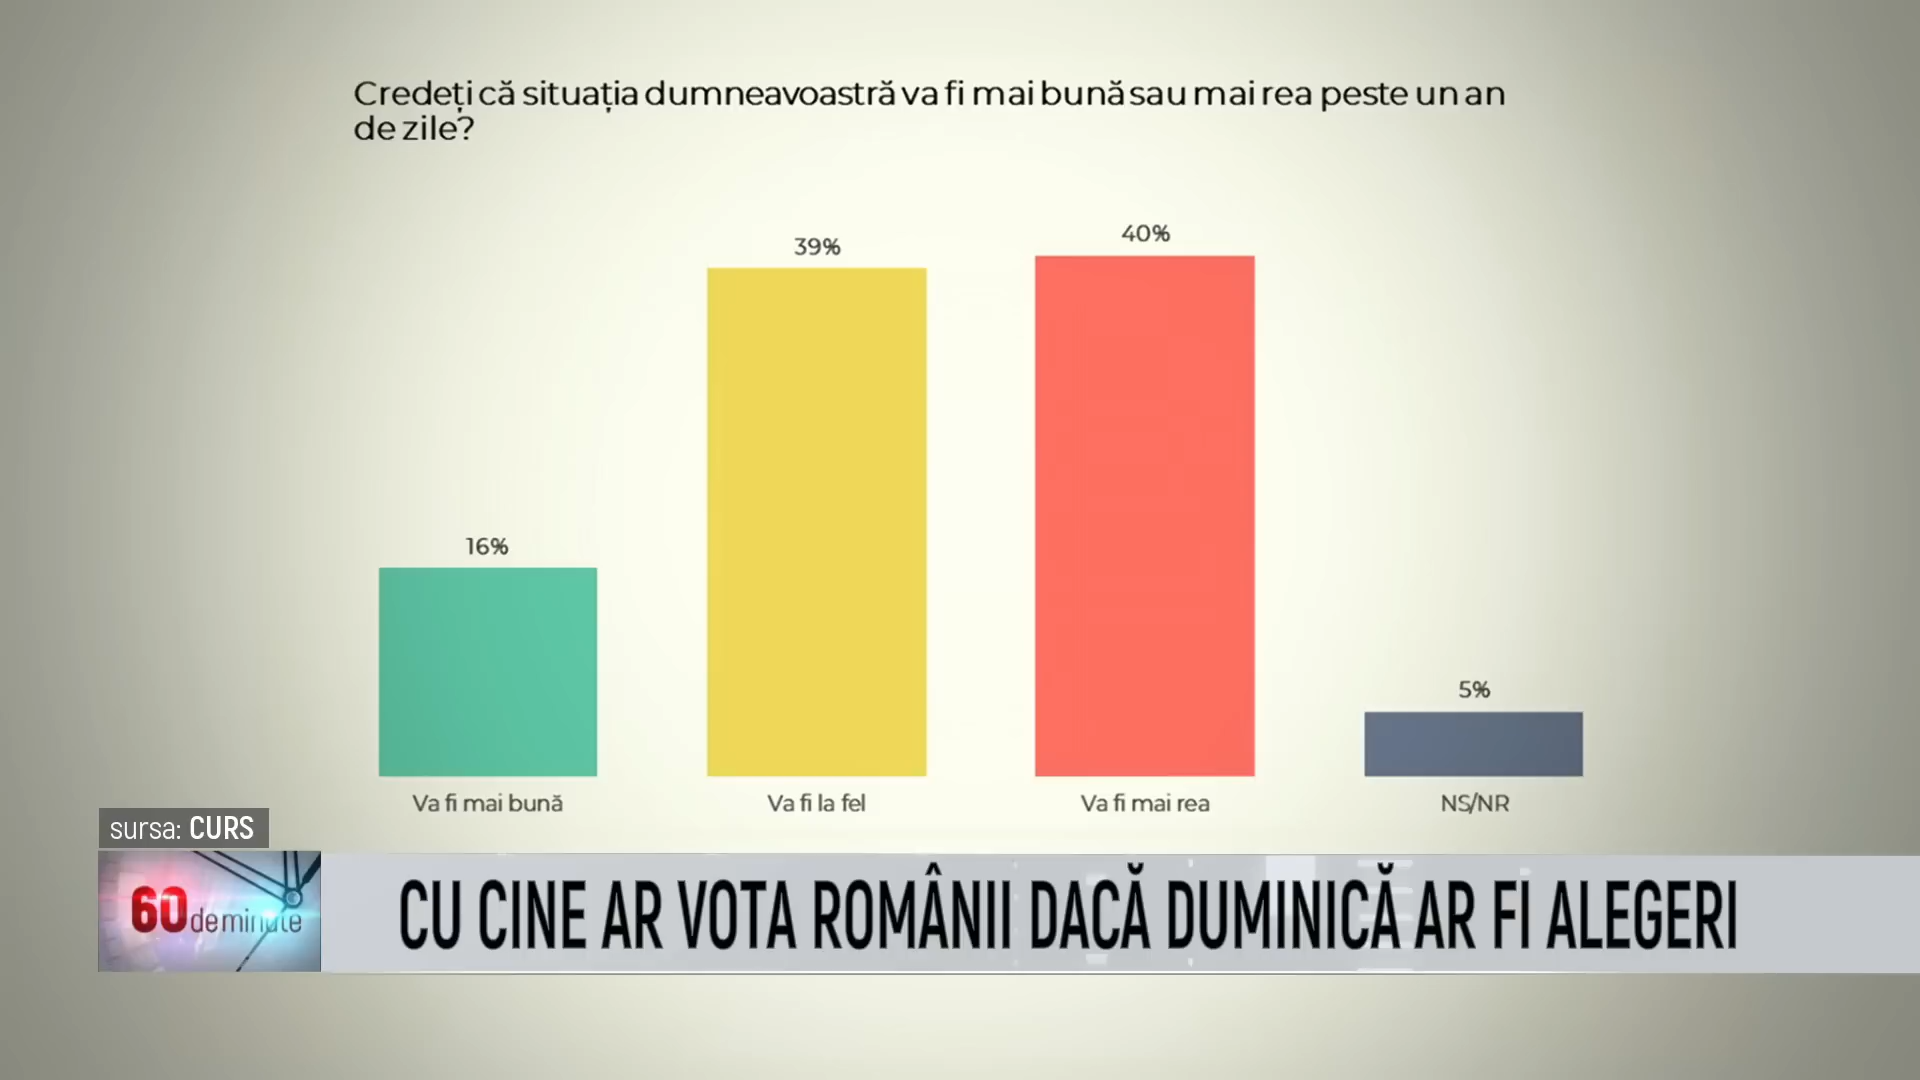 Credeți că situația dumneavoastră va fi mai bună sau mai rea peste un an
de zile?
16%
39%
40%
5%
Va fi mai bună
Va fi la fel
Va fi mai rea
NS/NR
sursa: CURS
60 de minute
CU CINE AR VOTA ROMÂNII DACĂ DUMINICĂ AR FI ALEGERI